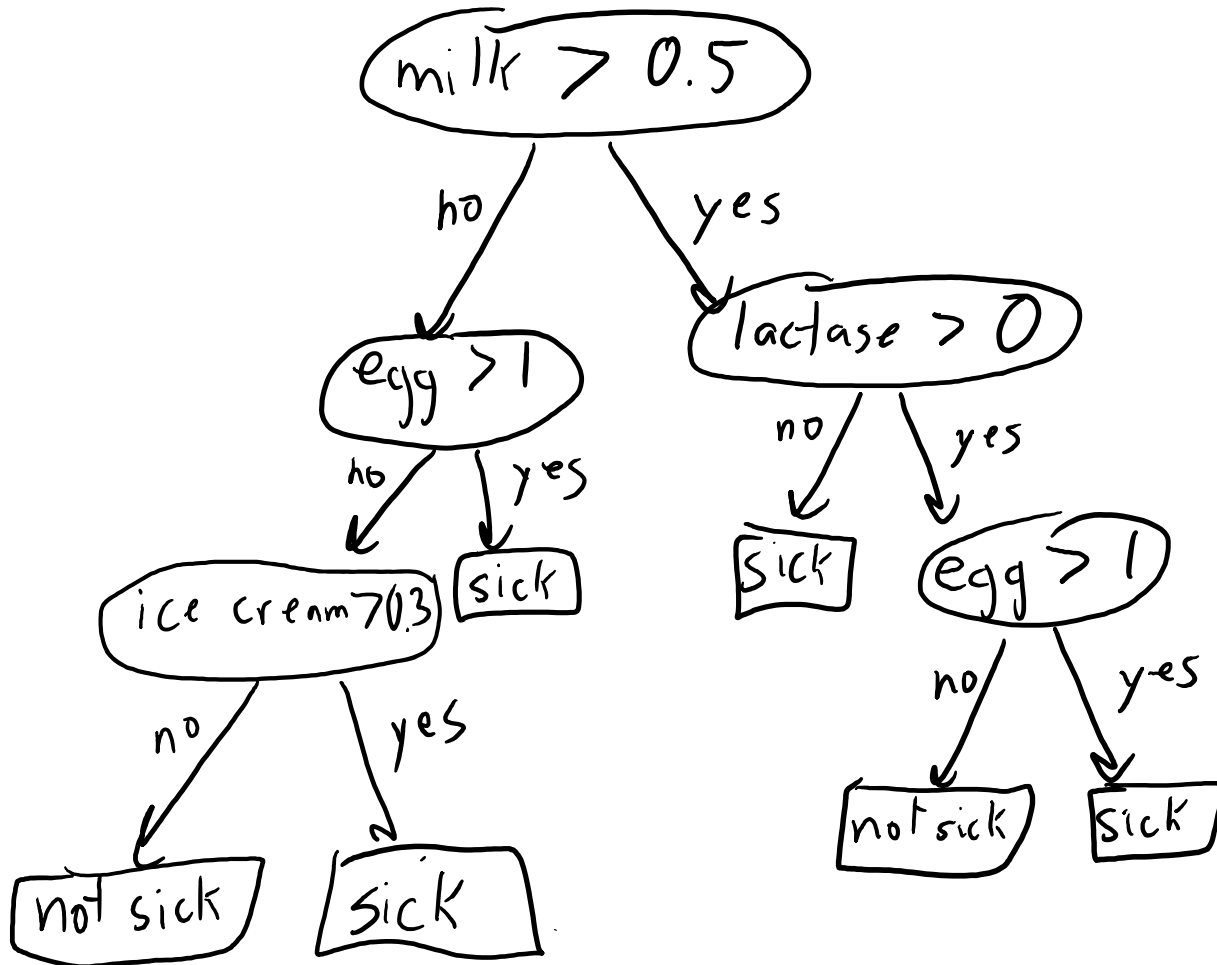 milk > 0.5
no
yes
egg > 1
lactase > 0
no
yes
no
yes
ice cream > 0.3
sick
sick
egg > 1
no
yes
no
yes
not sick
sick
not sick
sick